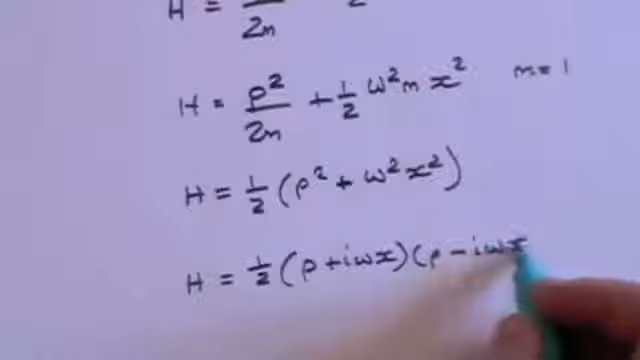 H = /2m
H = p²/2m + 1/2 ω²m x² m = 1
H = 1/2 (p² + ω²x²)
H = 1/2 (p + iωx)(p - iωx